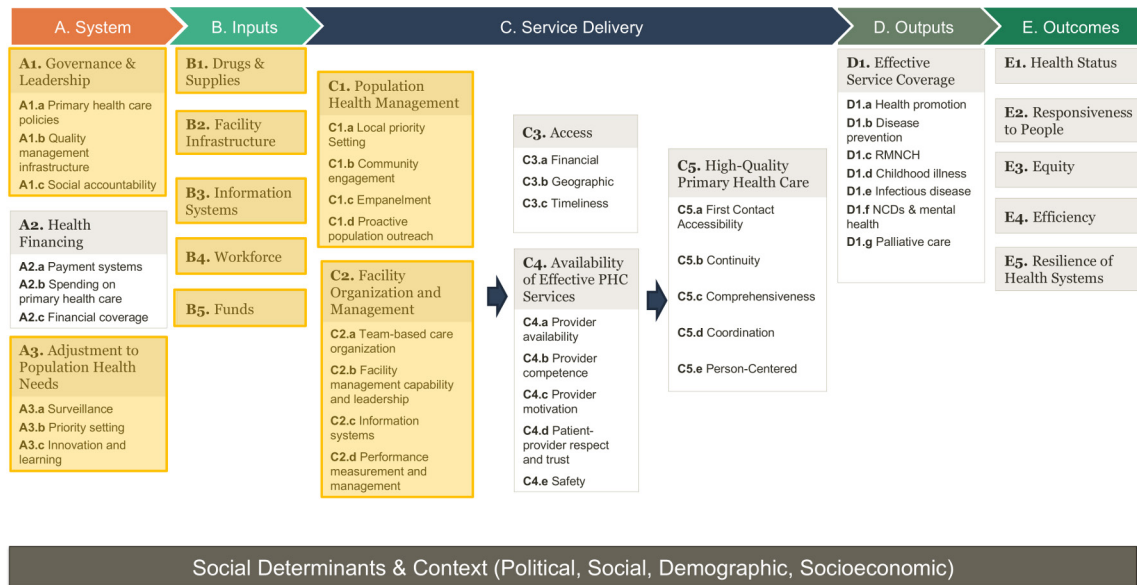 A. System
B. Inputs
C. Service Delivery
D. Outputs
E. Outcomes
A1. Governance &
Leadership
A1.a Primary health care
policies
A1.b Quality
management
infrastructure
A1.c Social accountability
A2. Health
Financing
A2.a Payment systems
A2.b Spending on
primary health care
A2.c Financial coverage
A3. Adjustment to
Population Health
Needs
A3.a Surveillance
A3.b Priority setting
A3.c Innovation and
learning
B1. Drugs &
Supplies
B2. Facility
Infrastructure
B3. Information
Systems
B4. Workforce
B5. Funds
C1. Population
Health Management
C1.a Local priority
Setting
C1.b Community
engagement
C1.c Empanelment
C1.d Proactive
population outreach
C2. Facility
Organization and
Management
C2.a Team-based care
organization
C2.b Facility
management capability
and leadership
C2.c Information
systems
C2.d Performance
measurement and
management
C3. Access
C3.a Financial
C3.b Geographic
C3.c Timeliness
C4. Availability
of Effective PHC
Services
C4.a Provider
availability
C4.b Provider
competence
C4.c Provider
motivation
C4.d Patient-
provider respect
and trust
C4.e Safety
C5. High-Quality
Primary Health Care
C5.a First Contact
Accessibility
C5.b Continuity
C5.c Comprehensiveness
C5.d Coordination
C5.e Person-Centered
D1. Effective
Service Coverage
D1.a Health promotion
D1.b Disease
prevention
D1.c RMNCH
D1.d Childhood illness
D1.e Infectious disease
D1.f NCDs & mental
health
D1.g Palliative care
E1. Health Status
E2. Responsiveness
to People
E3. Equity
E4. Efficiency
E5. Resilience of
Health Systems
Social Determinants & Context (Political, Social, Demographic, Socioeconomic)